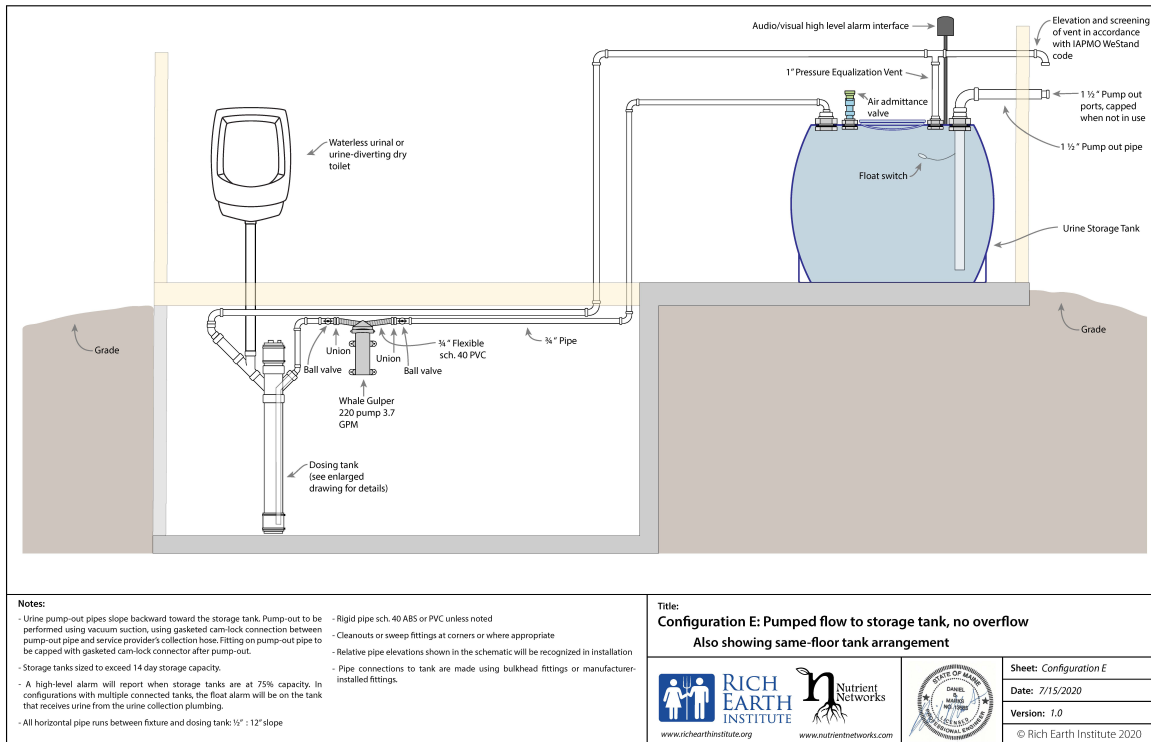 Audio/visual high level alarm interface
Elevation and screening
of vent in accordance
with IAPMO WeStand
code
1” Pressure Equalization Vent
Air admittance
valve
1 ½“ Pump out
ports, capped
when not in use
1 ½ “ Pump out pipe
Waterless urinal or
urine-diverting dry
toilet
Float switch
Urine Storage Tank
Grade
Union
Ball valve
¾ “ Flexible
sch. 40 PVC
Union
Ball valve
¾“ Pipe
Grade
Whale Gulper
220 pump 3.7
GPM
Dosing tank
(see enlarged
drawing for details)
Notes:
- Urine pump-out pipes slope backward toward the storage tank. Pump-out to be
performed using vacuum suction, using gasketed cam-lock connection between
pump-out pipe and service provider’s collection hose. Fitting on pump-out pipe to
be capped with gasketed cam-lock connector after pump-out.
- Storage tanks sized to exceed 14 day storage capacity.
- A high-level alarm will report when storage tanks are at 75% capacity. In
configurations with multiple connected tanks, the float alarm will be on the tank
that receives urine from the urine collection plumbing.
- All horizontal pipe runs between fixture and dosing tank: ½” : 12” slope
- Rigid pipe sch. 40 ABS or PVC unless noted
- Cleanouts or sweep fittings at corners or where appropriate
- Relative pipe elevations shown in the schematic will be recognized in installation
- Pipe connections to tank are made using bulkhead fittings or manufacturer-
installed fittings.
Title:
Configuration E: Pumped flow to storage tank, no overflow
Also showing same-floor tank arrangement
RICH
EARTH
INSTITUTE
www.richearthinstitute.org
Nutrient
Networks
www.nutrientnetworks.com
STATE OF MAINE
DANIEL
MARKS
LICENSED
PROFESSIONAL ENGINEER
Sheet: Configuration E
Date: 7/15/2020
Version: 1.0
© Rich Earth Institute 2020